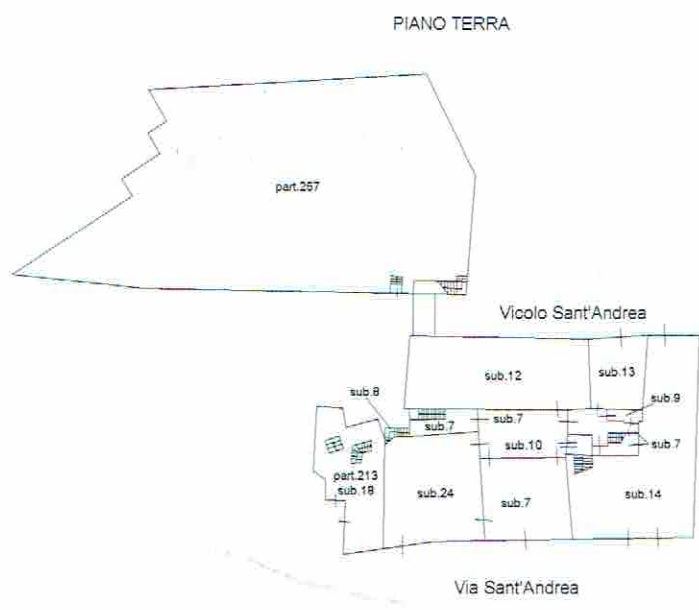 PIANO TERRA
part.267
Vicolo Sant'Andrea
sub.12
sub.13
sub.8
sub.9
sub.7
sub.7
sub.10
sub.7
part.213
sub.18
sub.24
sub.7
sub.14
Via Sant'Andrea